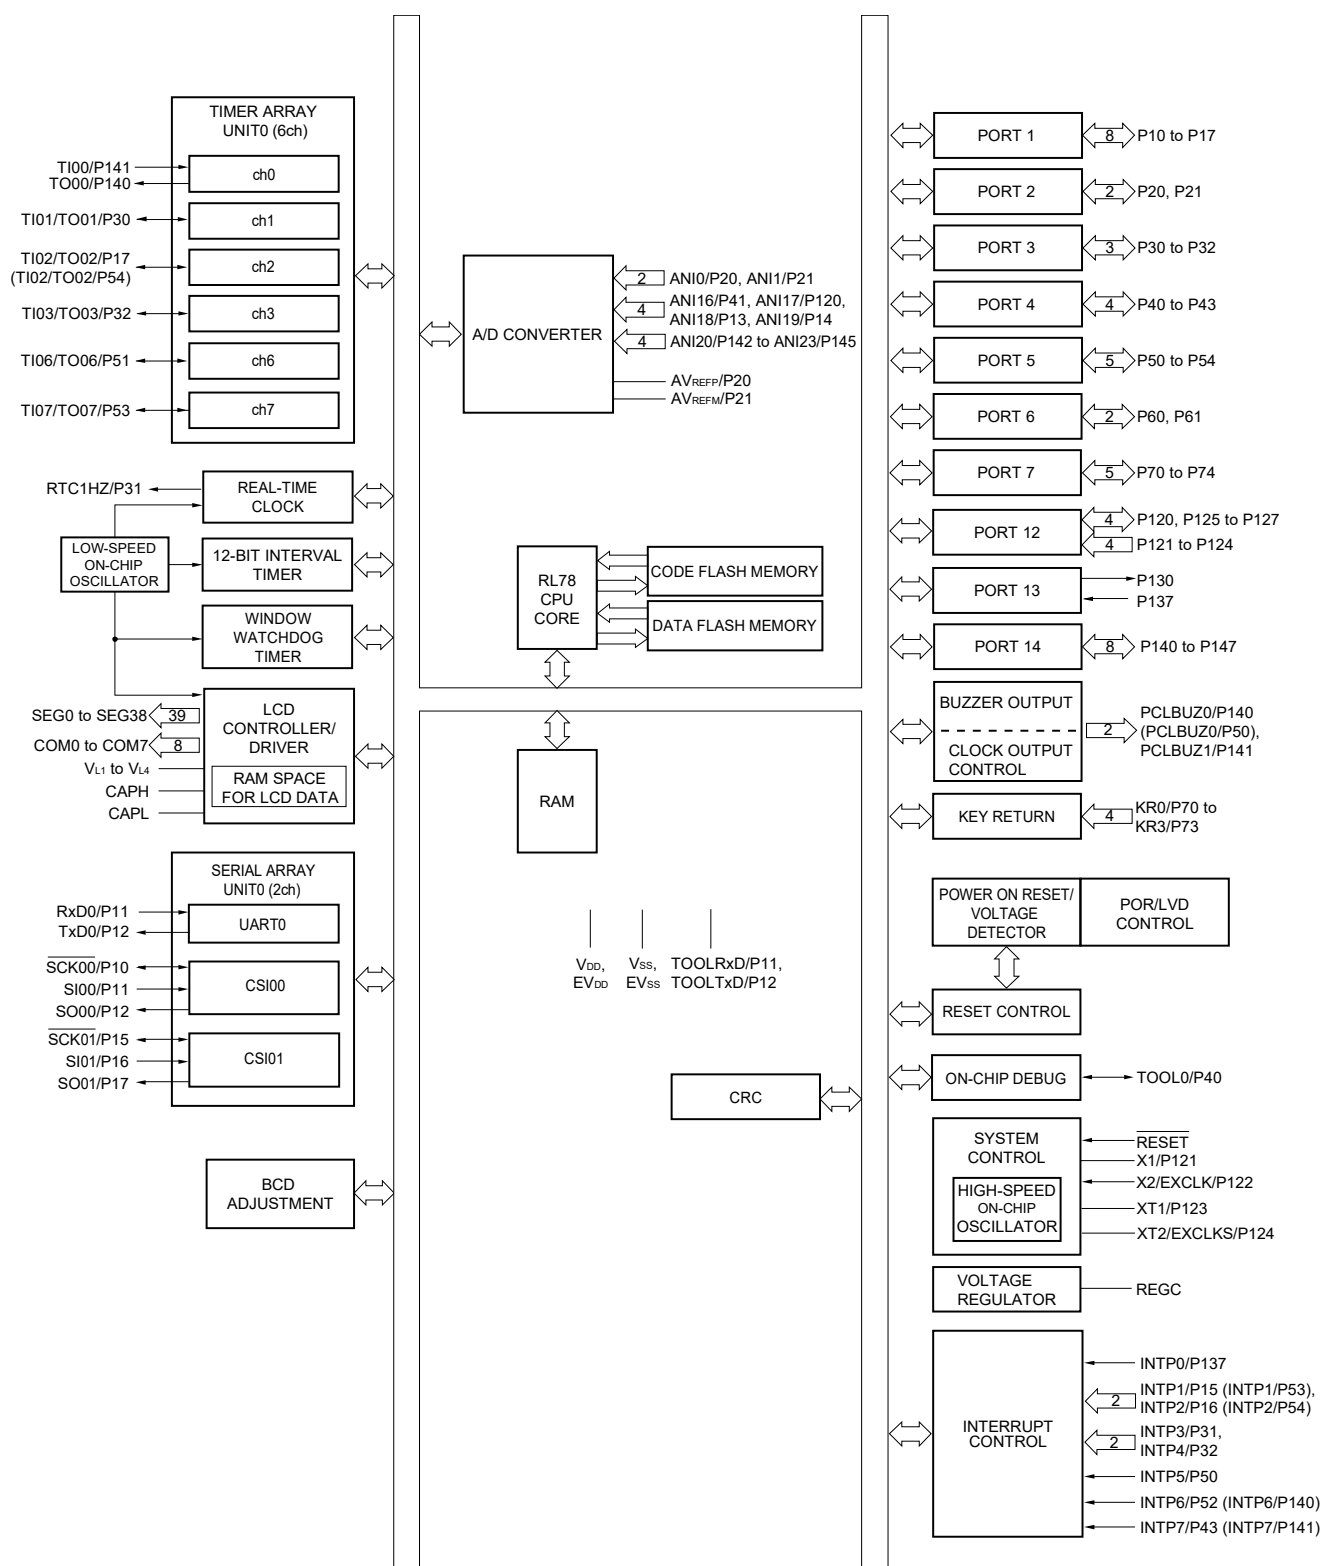 TIMER ARRAY
UNIT0 (6ch)
TI00/P141
TO00/P140
ch0
TI01/TO01/P30
ch1
TI02/TO02/P17
(TI02/TO02/P54)
ch2
TI03/TO03/P32
ch3
TI06/TO06/P51
ch6
TI07/TO07/P53
ch7
RTC1HZ/P31
REAL-TIME
CLOCK
LOW-SPEED
ON-CHIP
OSCILLATOR
12-BIT INTERVAL
TIMER
WINDOW
WATCHDOG
TIMER
SEG0 to SEG38
39
COM0 to COM7
8
VL1 to VL4
CAPH
CAPL
LCD
CONTROLLER/
DRIVER
RAM SPACE
FOR LCD DATA
SERIAL ARRAY
UNIT0 (2ch)
RxD0/P11
TxD0/P12
UART0
SCK00/P10
SI00/P11
SO00/P12
CSI00
SCK01/P15
SI01/P16
SO01/P17
CSI01
BCD
ADJUSTMENT
A/D CONVERTER
2 ANI0/P20, ANI1/P21
4 ANI16/P41, ANI17/P120,
ANI18/P13, ANI19/P14
4 ANI20/P142 to ANI23/P145
AVREFP/P20
AVREFM/P21
RL78
CPU
CORE
CODE FLASH MEMORY
DATA FLASH MEMORY
RAM
VDD,
EVDD
VSS,
EVSS
TOOLRxD/P11,
TOOLTxD/P12
CRC
PORT 1
8 P10 to P17
PORT 2
2 P20, P21
PORT 3
3 P30 to P32
PORT 4
4 P40 to P43
PORT 5
5 P50 to P54
PORT 6
2 P60, P61
PORT 7
5 P70 to P74
PORT 12
4 P120, P125 to P127
4 P121 to P124
PORT 13
P130
P137
PORT 14
8 P140 to P147
BUZZER OUTPUT
CLOCK OUTPUT
CONTROL
2
PCLBUZ0/P140
(PCLBUZ0/P50),
PCLBUZ1/P141
KEY RETURN
4
KR0/P70 to
KR3/P73
POWER ON RESET/
VOLTAGE
DETECTOR
POR/LVD
CONTROL
RESET CONTROL
ON-CHIP DEBUG
TOOL0/P40
SYSTEM
CONTROL
HIGH-SPEED
ON-CHIP
OSCILLATOR
RESET
X1/P121
X2/EXCLK/P122
XT1/P123
XT2/EXCLKS/P124
VOLTAGE
REGULATOR
REGC
INTERRUPT
CONTROL
INTP0/P137
2 INTP1/P15 (INTP1/P53),
INTP2/P16 (INTP2/P54)
2 INTP3/P31,
INTP4/P32
INTP5/P50
INTP6/P52 (INTP6/P140)
INTP7/P43 (INTP7/P141)